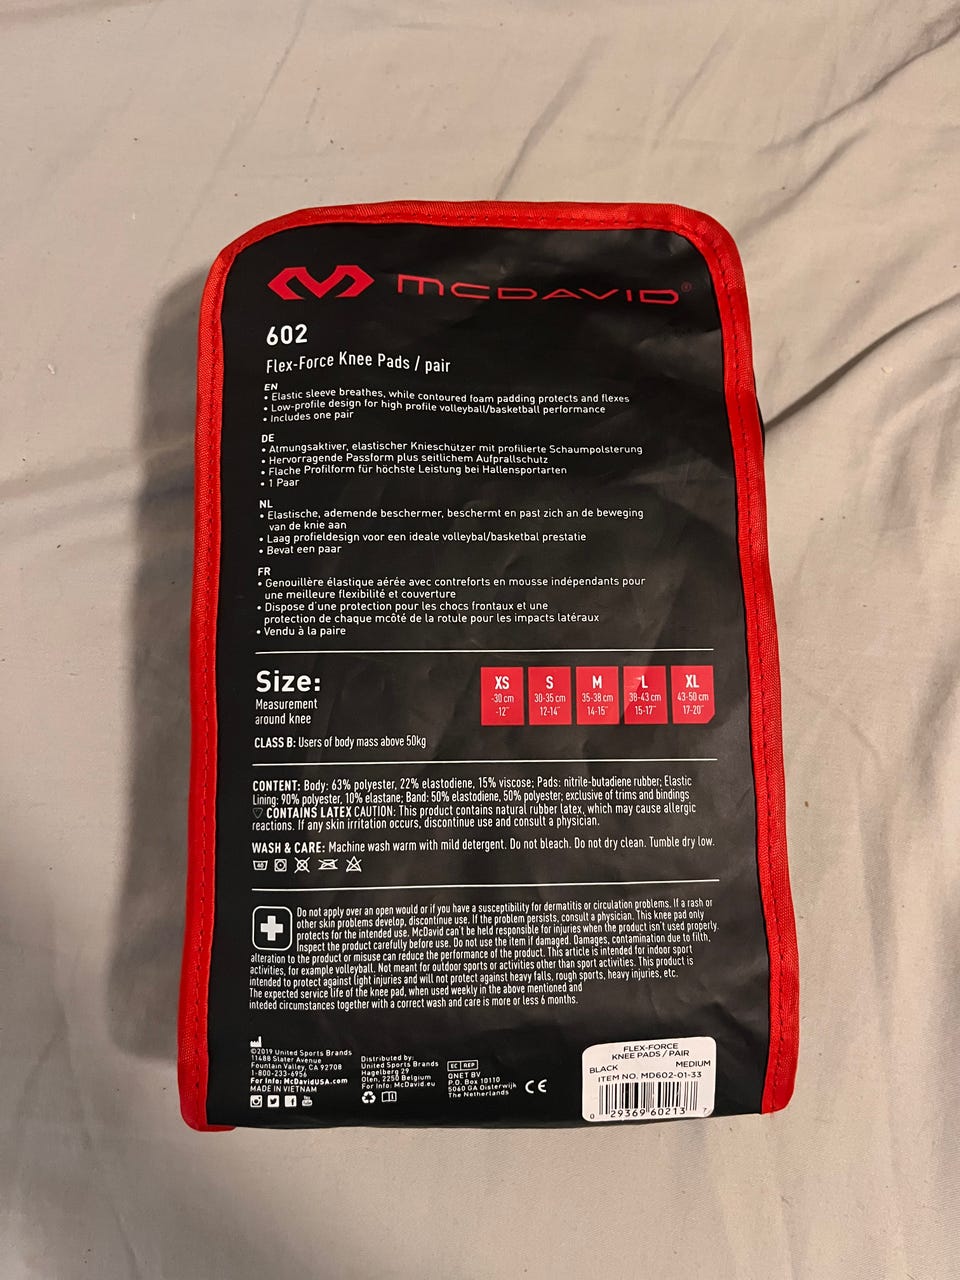 McDAVID®
602
Flex-Force Knee Pads / pair
EN
• Elastic sleeve breathes, while contoured foam padding protects and flexes
• Low-profile design for high profile volleyball/basketball performance
• Includes one pair
DE
• Atmungsaktiver, elastischer Knieschützer mit profilierte Schaumpolsterung
• Hervorragende Passform plus seitlichem Aufprallschutz
• Flache Profilform für höchste Leistung bei Hallensportarten
• 1 Paar
NL
• Elastische, ademende beschermer, beschermt en past zich an de beweging
van de knie aan
• Laag profieldesign voor een ideale volleybal/basketbal prestatie
• Bevat een paar
FR
• Genouillère élastique aérée avec contreforts en mousse indépendants pour
une meilleure flexibilité et couverture
• Dispose d'une protection pour les chocs frontaux et une
protection de chaque mcôté de la rotule pour les impacts latéraux
• Vendu à la paire
Size:
Measurement
around knee
XS S M L XL
-30 cm 30-35 cm 35-38 cm 38-43 cm 43-50 cm
-12" 12-14" 14-15" 15-17" 17-20"
CLASS B: Users of body mass above 50kg
CONTENT: Body: 63% polyester, 22% elastodiene, 15% viscose; Pads: nitrile-butadiene rubber; Elastic
Lining: 90% polyester, 10% elastane; Band: 50% elastodiene, 50% polyester; exclusive of trims and bindings
CONTAINS LATEX CAUTION: This product contains natural rubber latex, which may cause allergic
reactions. If any skin irritation occurs, discontinue use and consult a physician.
WASH & CARE: Machine wash warm with mild detergent. Do not bleach. Do not dry clean. Tumble dry low.
40
Do not apply over an open would or if you have a susceptibility for dermatitis or circulation problems. If a rash or
other skin problems develop, discontinue use. If the problem persists, consult a physician. This knee pad only
protects for the intended use. McDavid can't be held responsible for injuries when the product isn't used properly.
Inspect the product carefully before use. Do not use the item if damaged. Damages, contamination due to filth,
alteration to the product or misuse can reduce the performance of the product. This article is intended for indoor sport
activities, for example volleyball. Not meant for outdoor sports or activities other than sport activities. This product is
intended to protect against light injuries and will not protect against heavy falls, rough sports, heavy injuries, etc.
The expected service life of the knee pad, when used weekly in the above mentioned and
inteded circumstances together with a correct wash and care is more or less 6 months.
©2019 United Sports Brands
11488 Slater Avenue
Fountain Valley, CA 92708
1-800-233-6956
For Info: McDavidUSA.com
MADE IN VIETNAM
Distributed by:
United Sports Brands
Hagelberg 29
Olen, 2250 Belgium
For Info: McDavid.eu
EC REP
QNET BV
P.O. Box 10110
5060 GA Oisterwijk
The Netherlands
CE
FLEX-FORCE
KNEE PADS / PAIR
BLACK MEDIUM
ITEM NO. MD602-01-33
0 29369 60213 7